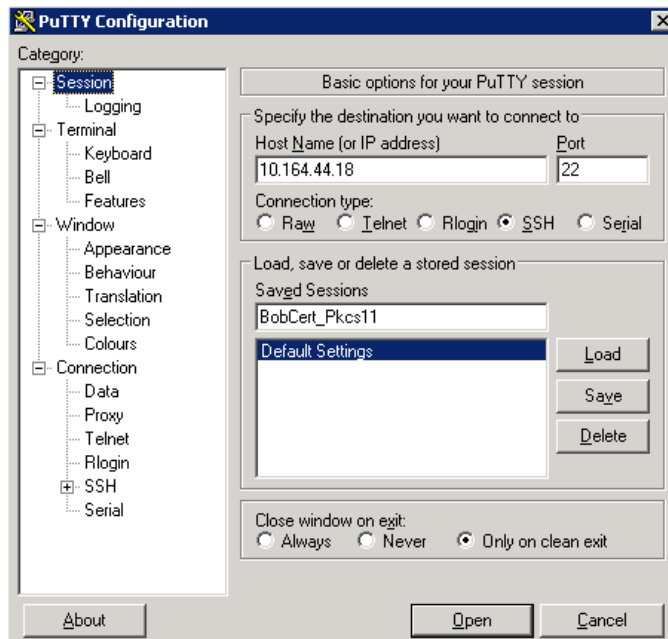 PuTTY Configuration
Category:
Session
Logging
Terminal
Keyboard
Bell
Features
Window
Appearance
Behaviour
Translation
Selection
Colours
Connection
Data
Proxy
Telnet
Rlogin
SSH
Serial
Basic options for your PuTTY session
Specify the destination you want to connect to
Host Name (or IP address) Port
10.164.44.18 22
Connection type:
Raw Telnet Rlogin SSH Serial
Load, save or delete a stored session
Saved Sessions
BobCert_Pkcs11
Default Settings
Load
Save
Delete
Close window on exit:
Always Never Only on clean exit
About Open Cancel